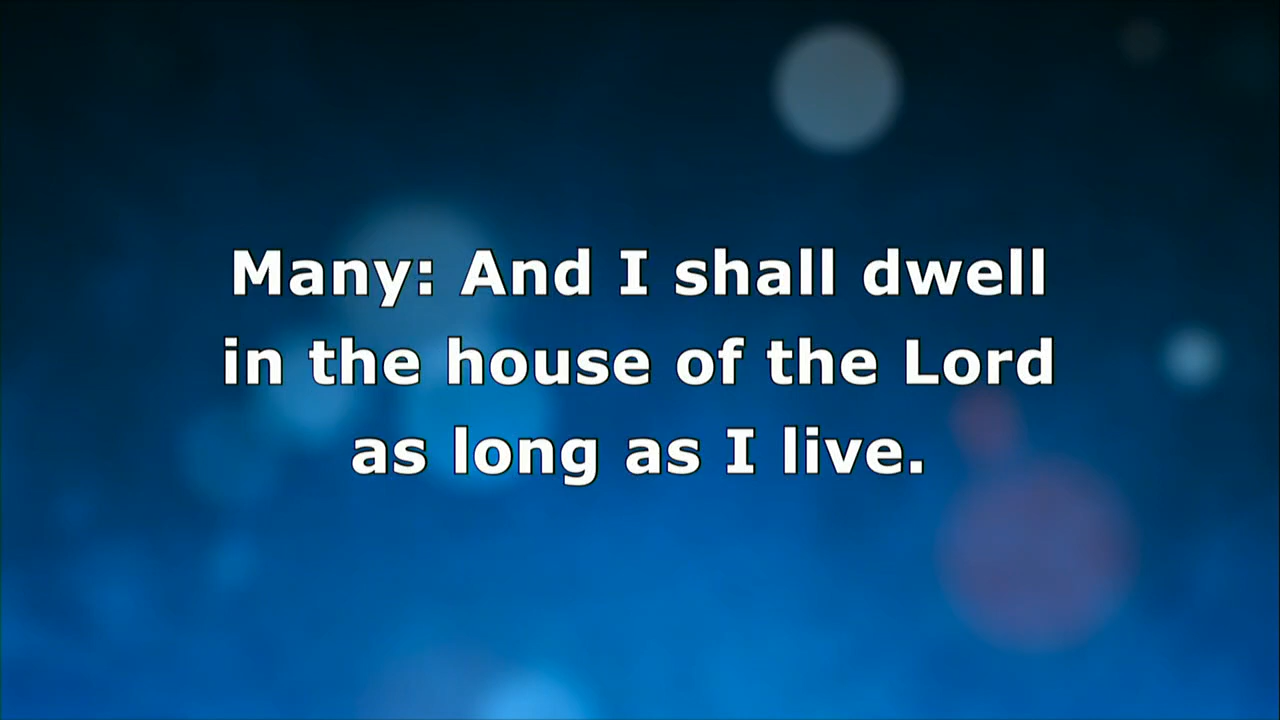 Many: And I shall dwell
in the house of the Lord
as long as I live.